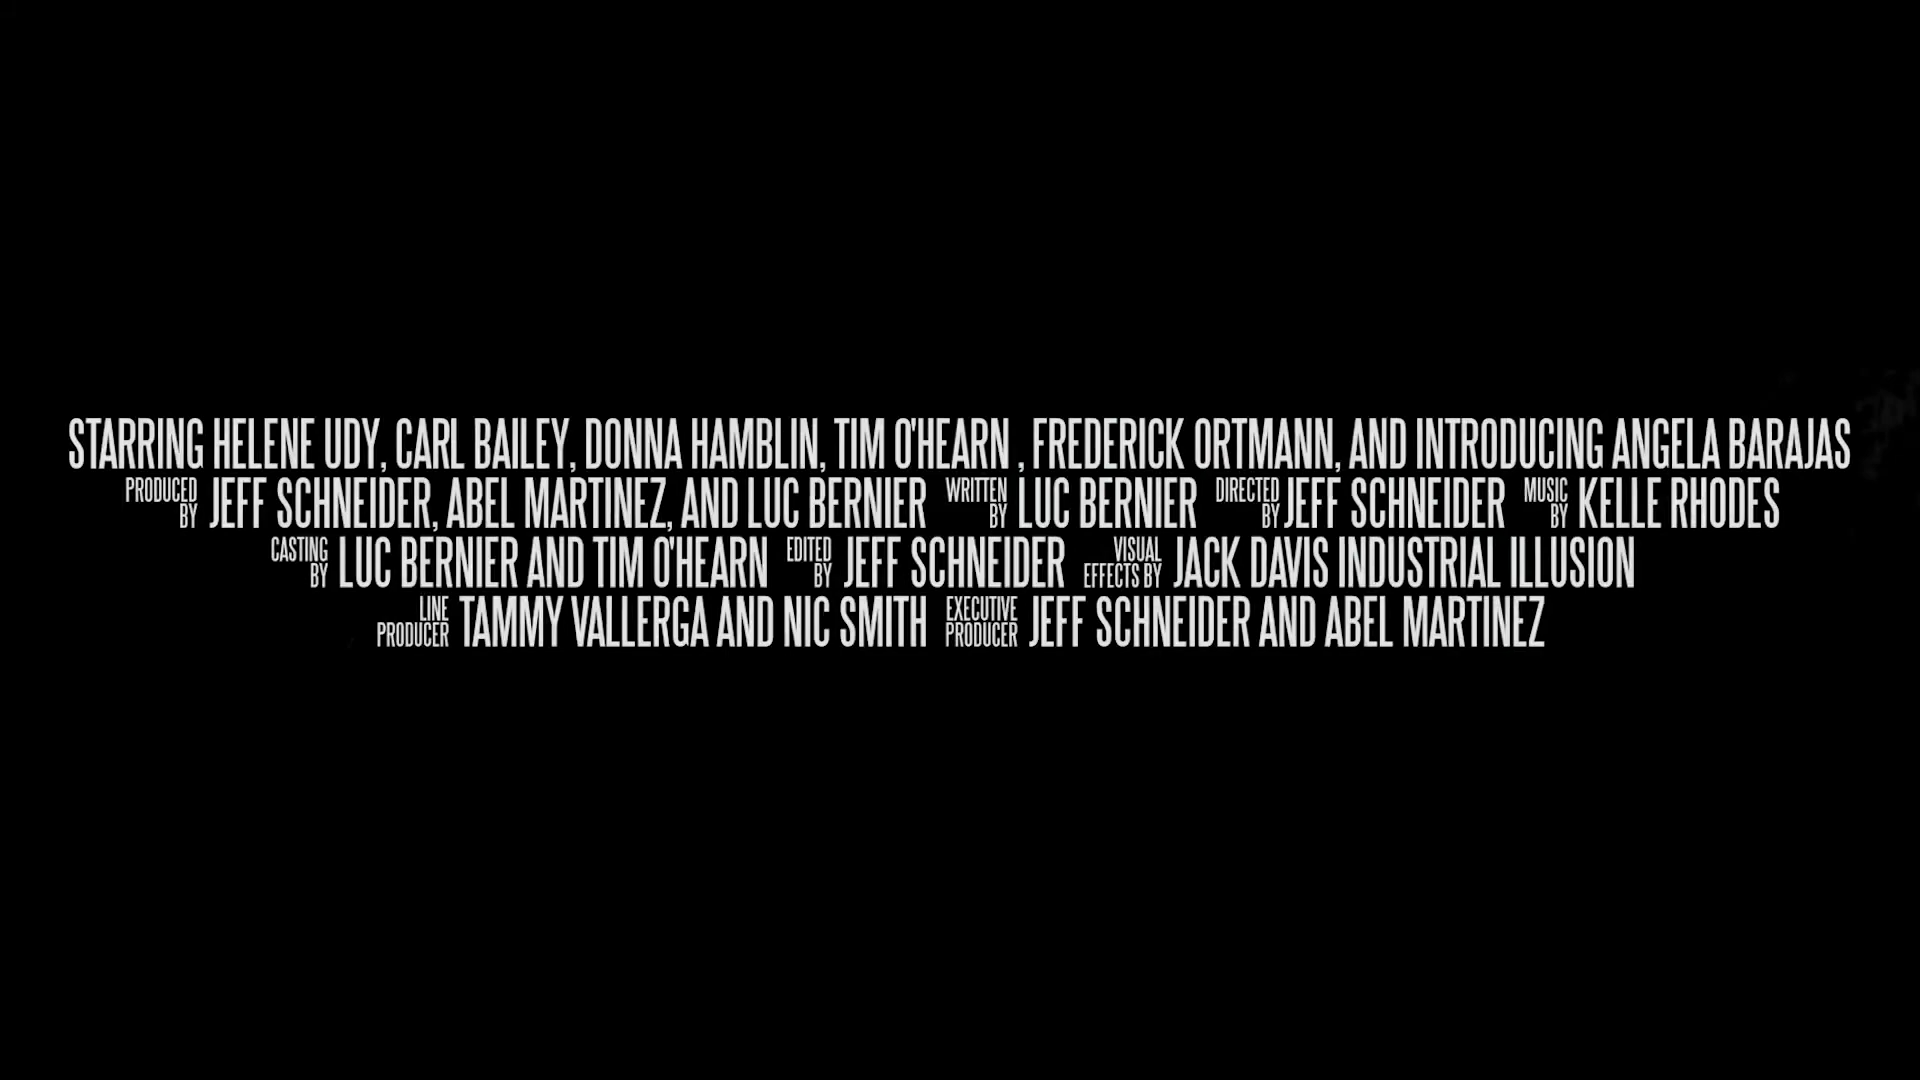 STARRING HELENE UDY, CARL BAILEY, DONNA HAMBLIN, TIM O'HEARN , FREDERICK ORTMANN, AND INTRODUCING ANGELA BARAJAS
PRODUCED BY JEFF SCHNEIDER, ABEL MARTINEZ, AND LUC BERNIER WRITTEN BY LUC BERNIER DIRECTED BY JEFF SCHNEIDER MUSIC BY KELLE RHODES
CASTING BY LUC BERNIER AND TIM O'HEARN EDITED BY JEFF SCHNEIDER VISUAL EFFECTS BY JACK DAVIS INDUSTRIAL ILLUSION
LINE PRODUCER TAMMY VALLERGA AND NIC SMITH EXECUTIVE PRODUCER JEFF SCHNEIDER AND ABEL MARTINEZ